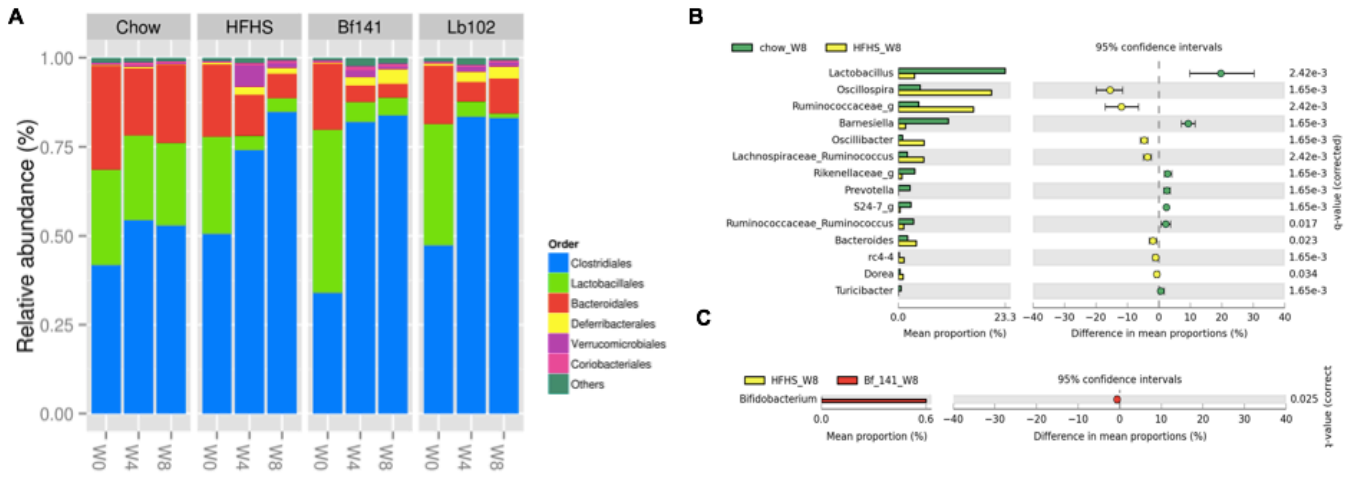 A
Chow HFHS Bf141 Lb102
Relative abundance (%)
1.00
0.75
0.50
0.25
0.00
W0 W4 W8 W0 W4 W8 W0 W4 W8 W0 W4 W8
Order
Clostridiales
Lactobacillales
Bacteroidales
Deferribacterales
Verrucomicrobiales
Coriobacteriales
Others
B
chow_W8 HFHS_W8 95% confidence intervals
Lactobacillus 2.42e-3
Oscillospira 1.65e-3
Ruminococcaceae_g 2.42e-3
Barnesiella 1.65e-3
Oscillibacter 1.65e-3
Lachnospiraceae_Ruminococcus 2.42e-3
Rikenellaceae_g 1.65e-3
Prevotella 1.65e-3
S24-7_g 1.65e-3
Ruminococcaceae_Ruminococcus 0.017
Bacteroides 0.023
rc4-4 1.65e-3
Dorea 0.034
Turicibacter 1.65e-3
q-value (corrected)
0.0 23.3 −40 −30 −20 −10 0 10 20 30 40
Mean proportion (%) Difference in mean proportions (%)
C
HFHS_W8 Bf_141_W8 95% confidence intervals
Bifidobacterium 0.025
0.0 0.6 −40 −30 −20 −10 0 10 20 30 40
Mean proportion (%) Difference in mean proportions (%)
-value (correct